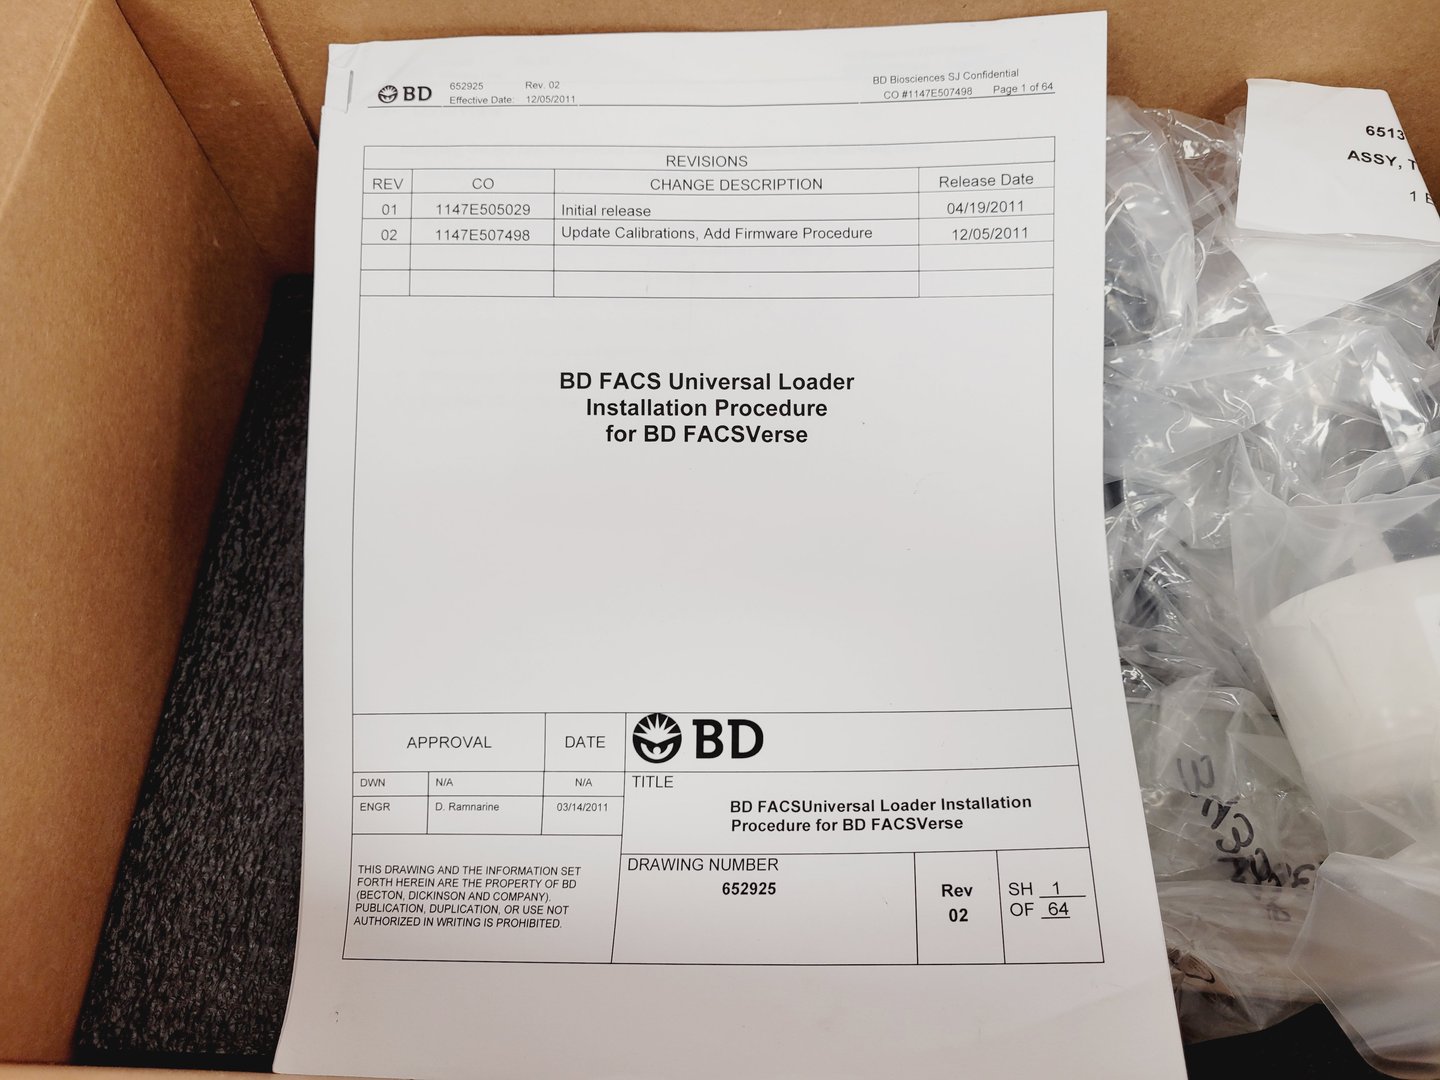 BD 652925 Rev. 02
Effective Date: 12/05/2011
BD Biosciences SJ Confidential
CO #1147E507498 Page 1 of 64
REVISIONS
REV CO CHANGE DESCRIPTION Release Date
01 1147E505029 Initial release 04/19/2011
02 1147E507498 Update Calibrations, Add Firmware Procedure 12/05/2011
BD FACS Universal Loader
Installation Procedure
for BD FACSVerse
APPROVAL DATE
BD
DWN N/A N/A
ENGR D. Ramnarine 03/14/2011
TITLE
BD FACSUniversal Loader Installation
Procedure for BD FACSVerse
THIS DRAWING AND THE INFORMATION SET
FORTH HEREIN ARE THE PROPERTY OF BD
(BECTON, DICKINSON AND COMPANY).
PUBLICATION, DUPLICATION, OR USE NOT
AUTHORIZED IN WRITING IS PROHIBITED.
DRAWING NUMBER
652925
Rev
02
SH 1
OF 64
6513
ASSY, T
1 E